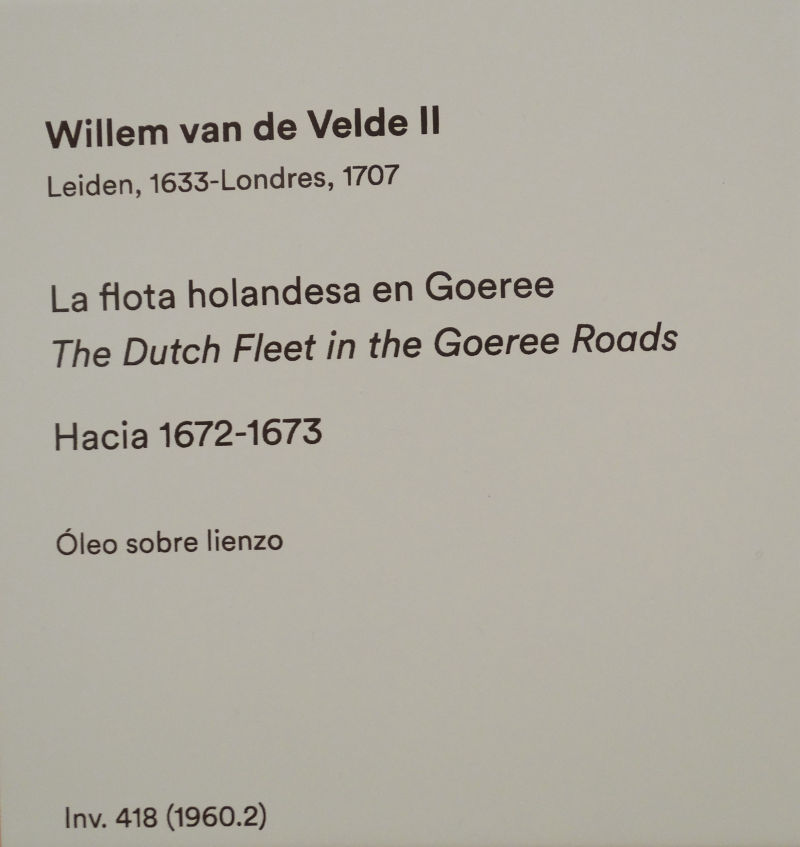 Willem van de Velde II
Leiden, 1633-Londres, 1707
La flota holandesa en Goeree
The Dutch Fleet in the Goeree Roads
Hacia 1672-1673
Óleo sobre lienzo
Inv. 418 (1960.2)